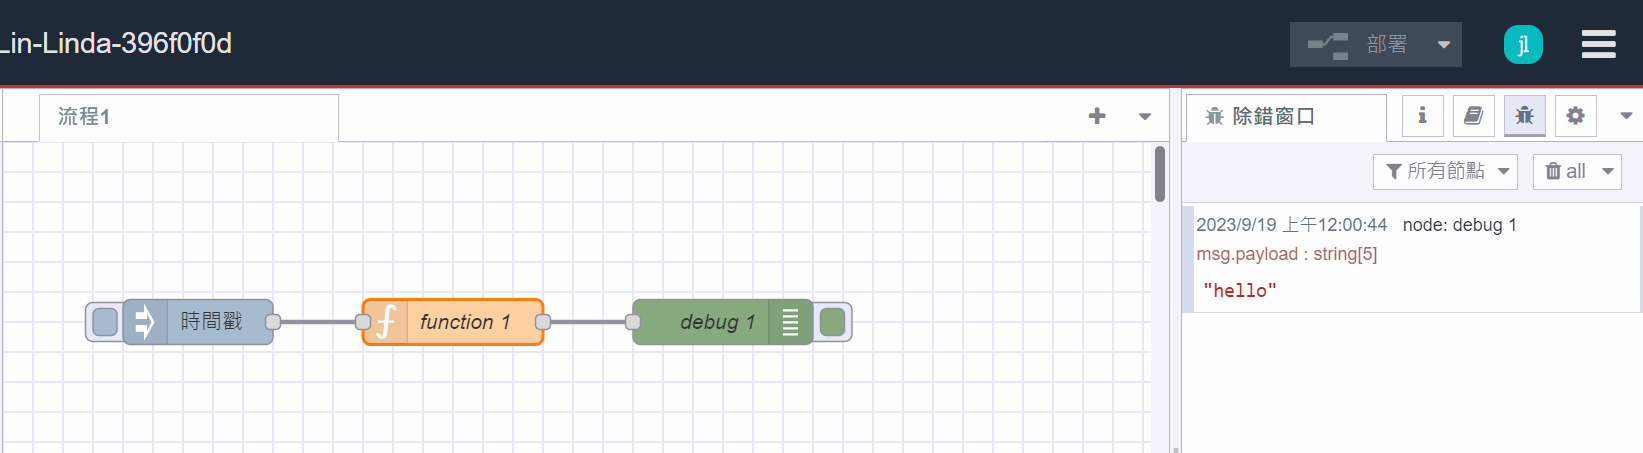 Lin-Linda-396f0f0d
部署
jl
流程1
除錯窗口
所有節點
all
2023/9/19 上午12:00:44 node: debug 1
msg.payload : string[5]
"hello"
時間戳
function 1
debug 1